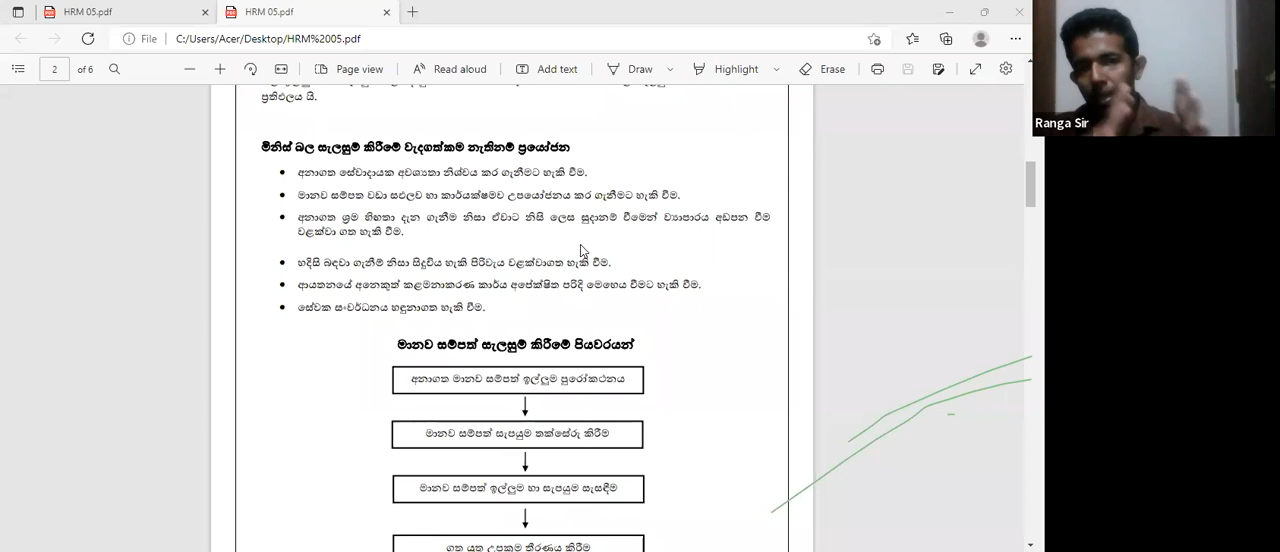 HRM 05.pdf
HRM 05.pdf
File
C:/Users/Acer/Desktop/HRM%2005.pdf
2 of 6
Page view
Read aloud
Add text
Draw
Highlight
Erase
Ranga Sir
ප්‍රතිඵලය යි.
මිනිස් බල සැලසුම් කිරීමේ වැදගත්කම නැතිනම් ප්‍රයෝජන
• අනාගත සේවාදායක අවශ්‍යතා නිශ්චය කර ගැනීමට හැකි වීම.
• මානව සම්පත වඩා සඵලව හා කාර්යක්ෂමව උපයෝජනය කර ගැනීමට හැකි වීම.
• අනාගත ශ්‍රම හිඟතා දැන ගැනීම නිසා ඒවාට නිසි ලෙස සූදානම් වීමෙන් ව්‍යාපාරය අඩපන වීම
වළක්වා ගත හැකි වීම.
• හදිසි බඳවා ගැනීම් නිසා සිදුවිය හැකි පිරිවැය වළක්වාගත හැකි වීම.
• ආයතනයේ අනෙකුත් කළමනාකරණ කාර්ය අපේක්ෂිත පරිදි මෙහෙය වීමට හැකි වීම.
• සේවක සංවර්ධනය හඳුනාගත හැකි වීම.
මානව සම්පත් සැලසුම් කිරීමේ පියවරයන්
අනාගත මානව සම්පත් ඉල්ලුම පුරෝකථනය
මානව සම්පත් සැපයුම තක්සේරු කිරීම
මානව සම්පත් ඉල්ලුම හා සැපයුම සැසඳීම
ගත යුතු උපක්‍රම තීරණය කිරීම